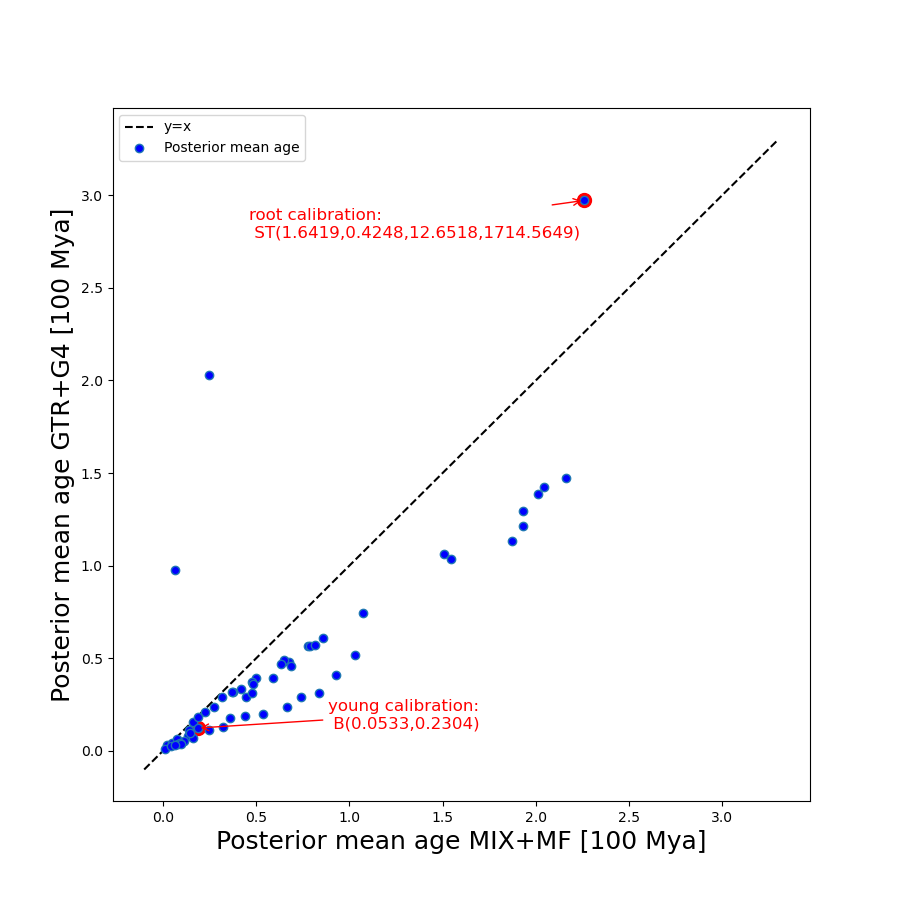 y=x
Posterior mean age
root calibration:
ST(1.6419,0.4248,12.6518,1714.5649)
young calibration:
B(0.0533,0.2304)
Posterior mean age GTR+G4 [100 Mya]
3.0
2.5
2.0
1.5
1.0
0.5
0.0
0.0 0.5 1.0 1.5 2.0 2.5 3.0
Posterior mean age MIX+MF [100 Mya]